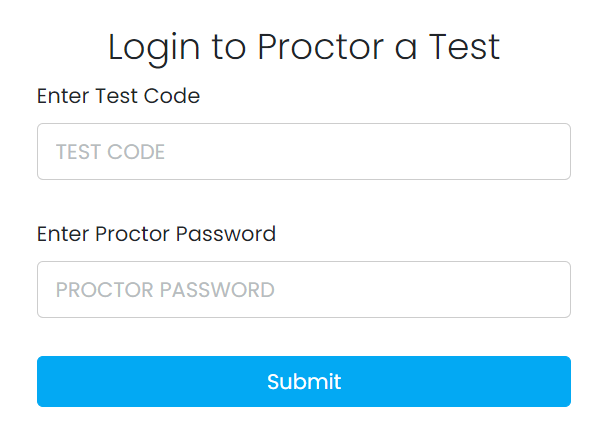 Login to Proctor a Test
Enter Test Code
TEST CODE
Enter Proctor Password
PROCTOR PASSWORD
Submit